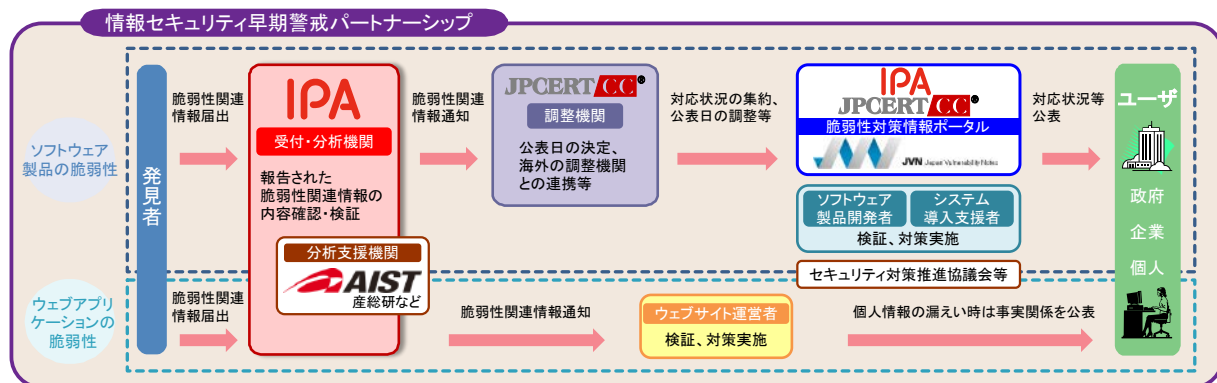 情報セキュリティ早期警戒パートナーシップ
ソフトウェア
製品の脆弱性
発見者
脆弱性関連
情報届出
IPA
受付・分析機関
報告された
脆弱性関連情報の
内容確認・検証
分析支援機関
AIST
産総研など
脆弱性関連
情報通知
JPCERT CC®
調整機関
公表日の決定、
海外の調整機関
との連携等
対応状況の集約、
公表日の調整等
IPA
JPCERT CC®
脆弱性対策情報ポータル
JVN Japan Vulnerability Notes
ソフトウェア
製品開発者
システム
導入支援者
検証、対策実施
セキュリティ対策推進協議会等
対応状況等
公表
ユーザ
政府
企業
個人
ウェブアプリ
ケーションの
脆弱性
脆弱性関連
情報届出
脆弱性関連情報通知
ウェブサイト運営者
検証、対策実施
個人情報の漏えい時は事実関係を公表